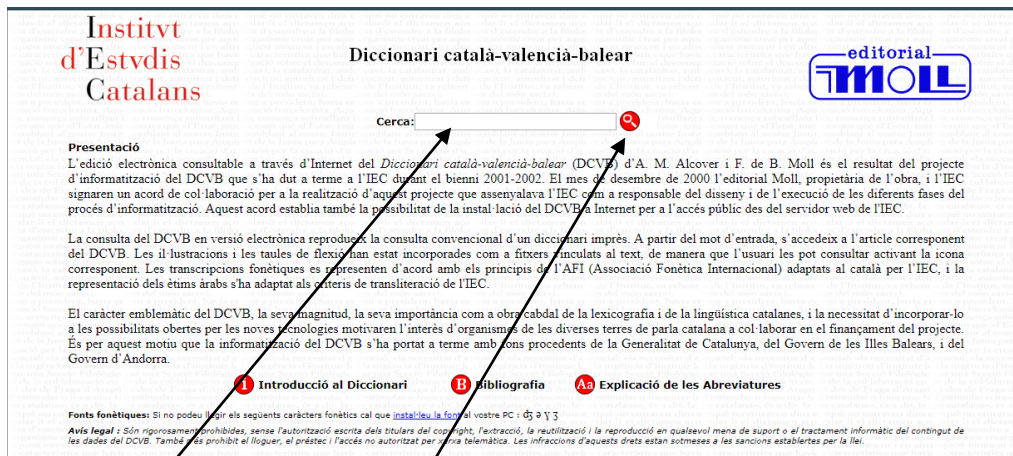 Institvt
d'Estvdis
Catalans
Diccionari català-valencià-balear
editorial
MOLL
Cerca:
Presentació
L'edició electrònica consultable a través d'Internet del Diccionari català-valencià-balear (DCVB) d'A. M. Alcover i F. de B. Moll és el resultat del projecte
d'informatització del DCVB que s'ha dut a terme a l'IEC durant el bienni 2001-2002. El mes de desembre de 2000 l'editorial Moll, propietària de l'obra, i l'IEC
signaren un acord de col·laboració per a la realització d'aquest projecte que assenyalava l'IEC com a responsable del disseny i de l'execució de les diferents fases del
procés d'informatització. Aquest acord establia també la possibilitat de la instal·lació del DCVB a Internet per a l'accés públic des del servidor web de l'IEC.
La consulta del DCVB en versió electrònica reprodueix la consulta convencional d'un diccionari imprès. A partir del mot d'entrada, s'accedeix a l'article corresponent
del DCVB. Les il·lustracions i les taules de flexió han estat incorporades com a fitxers vinculats al text, de manera que l'usuari les pot consultar activant la icona
corresponent. Les transcripcions fonètiques es representen d'acord amb els principis de l'AFI (Associació Fonètica Internacional) adaptats al català per l'IEC, i la
representació dels ètims àrabs s'ha adaptat als criteris de transliteració de l'IEC.
El caràcter emblemàtic del DCVB, la seva magnitud, la seva importància com a obra cabdal de la lexicografia i de la lingüística catalanes, i la necessitat d'incorporar-lo
a les possibilitats obertes per les noves tecnologies motivaren l'interès d'organismes de les diverses terres de parla catalana a col·laborar en el finançament del projecte.
És per aquest motiu que la informatització del DCVB s'ha portat a terme amb fons procedents de la Generalitat de Catalunya, del Govern de les Illes Balears, i del
Govern d'Andorra.
1 Introducció al Diccionari B Bibliografia Aa Explicació de les Abreviatures
Fonts fonètiques: Si no podeu llegir els següents caràcters fonètics cal que instal·leu la font al vostre PC : ʤ ə ɣ ʒ
Avís legal : Són rigorosament prohibides, sense l'autorització escrita dels titulars del copyright, l'extracció, la reutilització i la reproducció en qualsevol mena de suport o el tractament informàtic del contingut de
les dades del DCVB. També és prohibit el lloguer, el préstec i l'accés no autoritzat per xarxa telemàtica. Les infraccions d'aquests drets estan sotmeses a les sancions establertes per la llei.